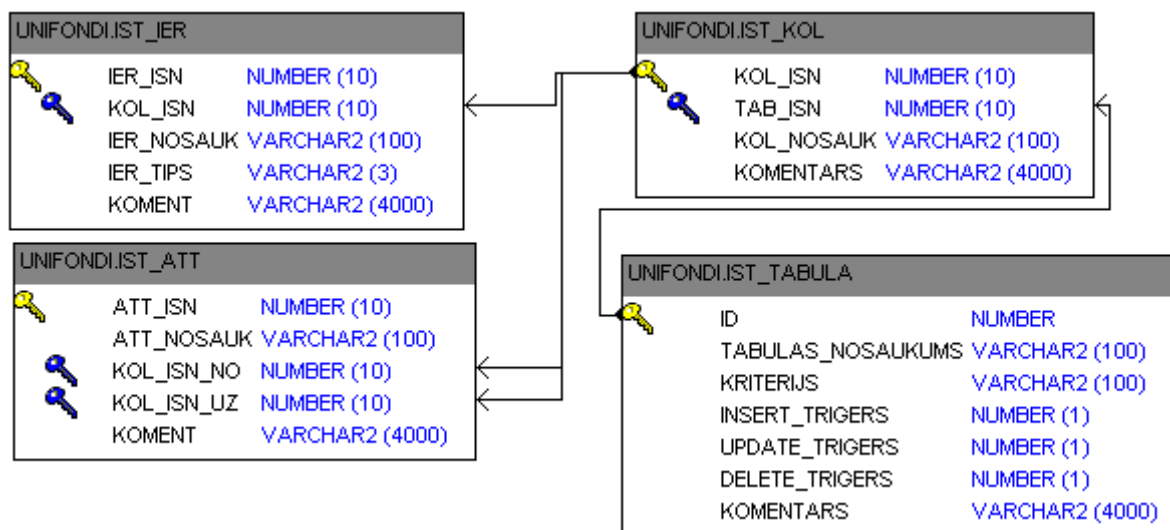 UNIFONDI.IST_IER
IER_ISN NUMBER (10)
KOL_ISN NUMBER (10)
IER_NOSAUK VARCHAR2 (100)
IER_TIPS VARCHAR2 (3)
KOMENT VARCHAR2 (4000)
UNIFONDI.IST_KOL
KOL_ISN NUMBER (10)
TAB_ISN NUMBER (10)
KOL_NOSAUK VARCHAR2 (100)
KOMENTARS VARCHAR2 (4000)
UNIFONDI.IST_ATT
ATT_ISN NUMBER (10)
ATT_NOSAUK VARCHAR2 (100)
KOL_ISN_NO NUMBER (10)
KOL_ISN_UZ NUMBER (10)
KOMENT VARCHAR2 (4000)
UNIFONDI.IST_TABULA
ID NUMBER
TABULAS_NOSAUKUMS VARCHAR2 (100)
KRITERIJS VARCHAR2 (100)
INSERT_TRIGERS NUMBER (1)
UPDATE_TRIGERS NUMBER (1)
DELETE_TRIGERS NUMBER (1)
KOMENTARS VARCHAR2 (4000)